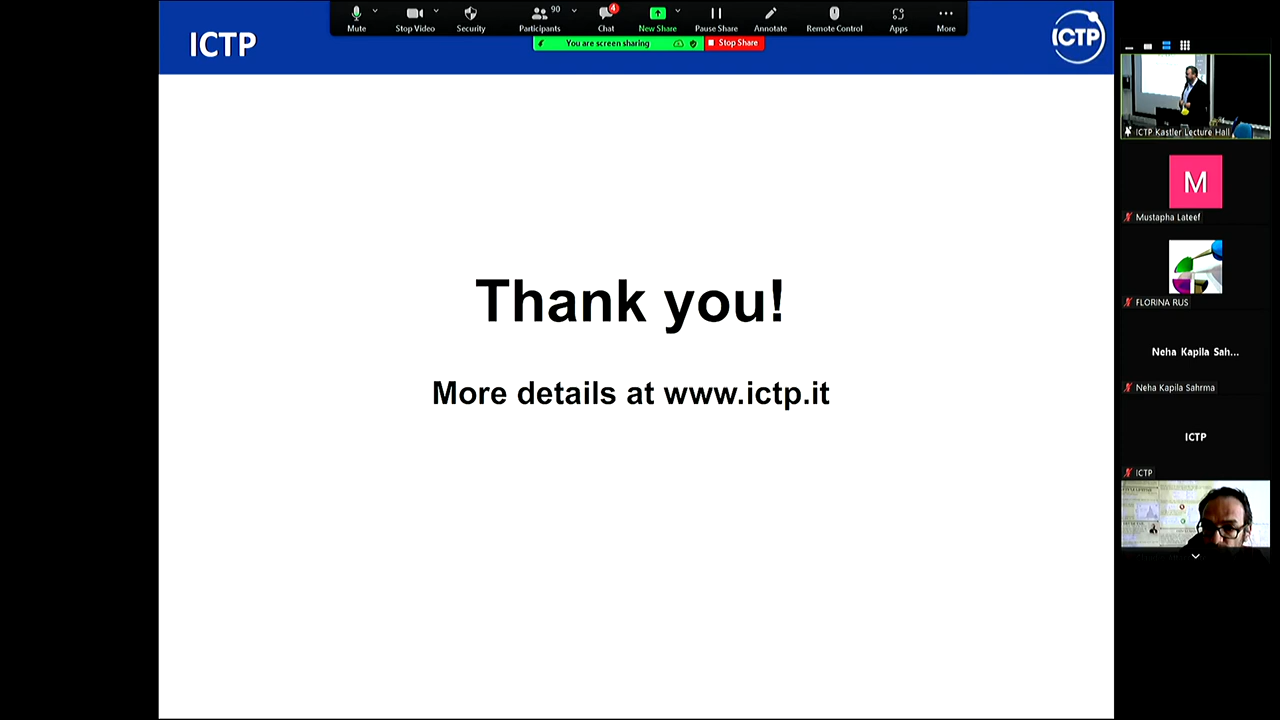 ICTP
90
4
Mute
Stop Video
Security
Participants
Chat
New Share
Pause Share
Annotate
Remote Control
Apps
More
You are screen sharing
Stop Share
ICTP
Thank you!
More details at www.ictp.it
ICTP Kastler Lecture Hall
M
Mustapha Lateef
FLORINA RUS
Neha Kapila Sah...
Neha Kapila Sahrma
ICTP
ICTP